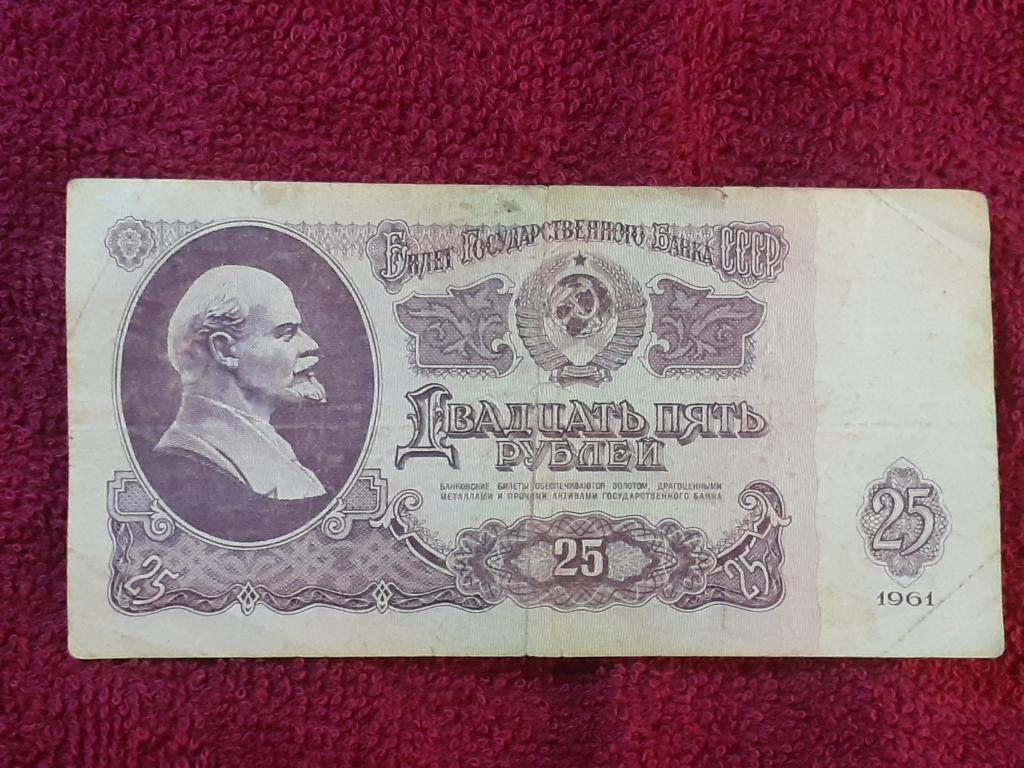 Билет Государственного Банка СССР
Двадцать пять
рублей
БАНКОВСКИЕ БИЛЕТЫ ОБЕСПЕЧИВАЮТСЯ ЗОЛОТОМ, ДРАГОЦЕННЫМИ
МЕТАЛЛАМИ И ПРОЧИМИ АКТИВАМИ ГОСУДАРСТВЕННОГО БАНКА
25
25
25
25
1961